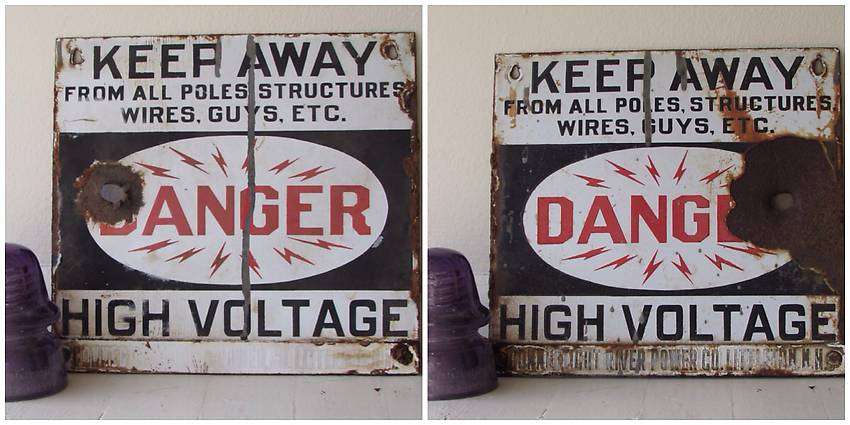 KEEP AWAY
FROM ALL POLES, STRUCTURES,
WIRES, GUYS, ETC.
DANGER
HIGH VOLTAGE
KEEP AWAY
FROM ALL POLES, STRUCTURES,
WIRES, GUYS, ETC.
DANGE
HIGH VOLTAGE
RIVER POWER CO. LITTLETON N.H.